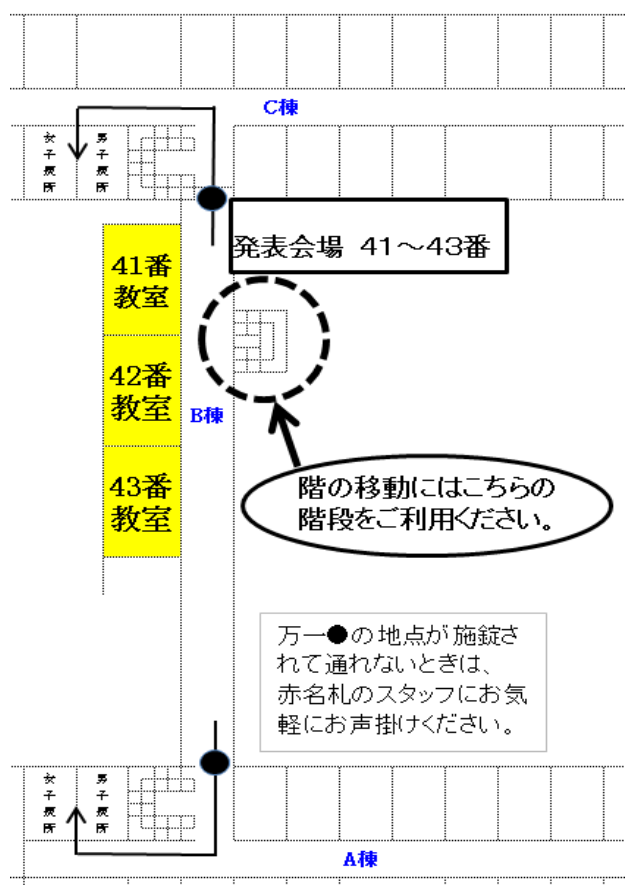 C棟
女子便所
男子便所
発表会場 41～43番
41番
教室
42番
教室
B棟
43番
教室
階の移動にはこちらの
階段をご利用ください。
万一●の地点が施錠さ
れて通れないときは、
赤名札のスタッフにお気
軽にお声掛けください。
女子便所
男子便所
A棟